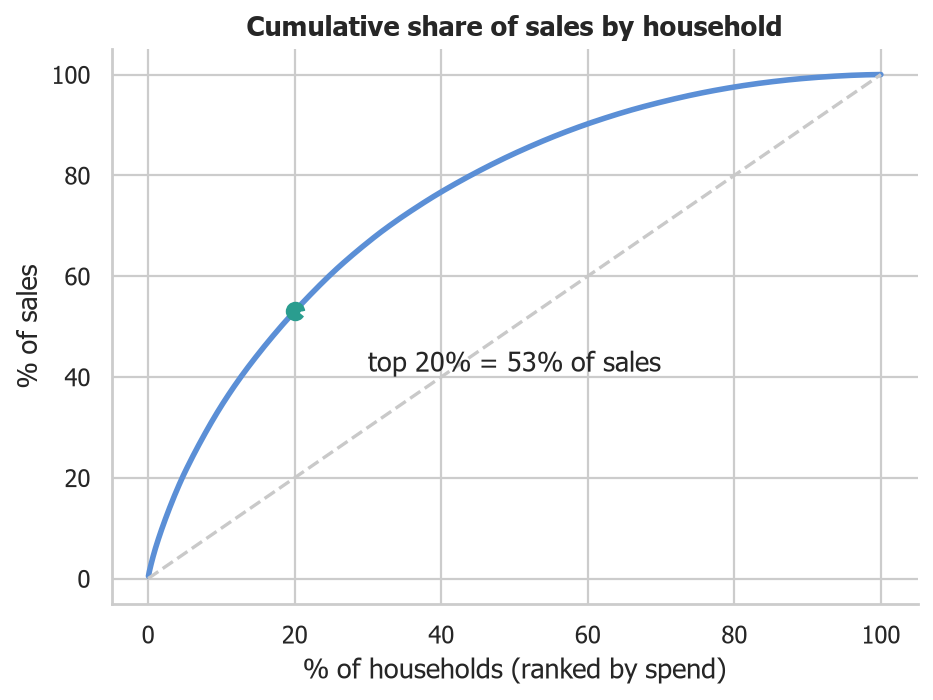 Cumulative share of sales by household
100
80
60
40
20
0
% of sales
top 20% = 53% of sales
0 20 40 60 80 100
% of households (ranked by spend)